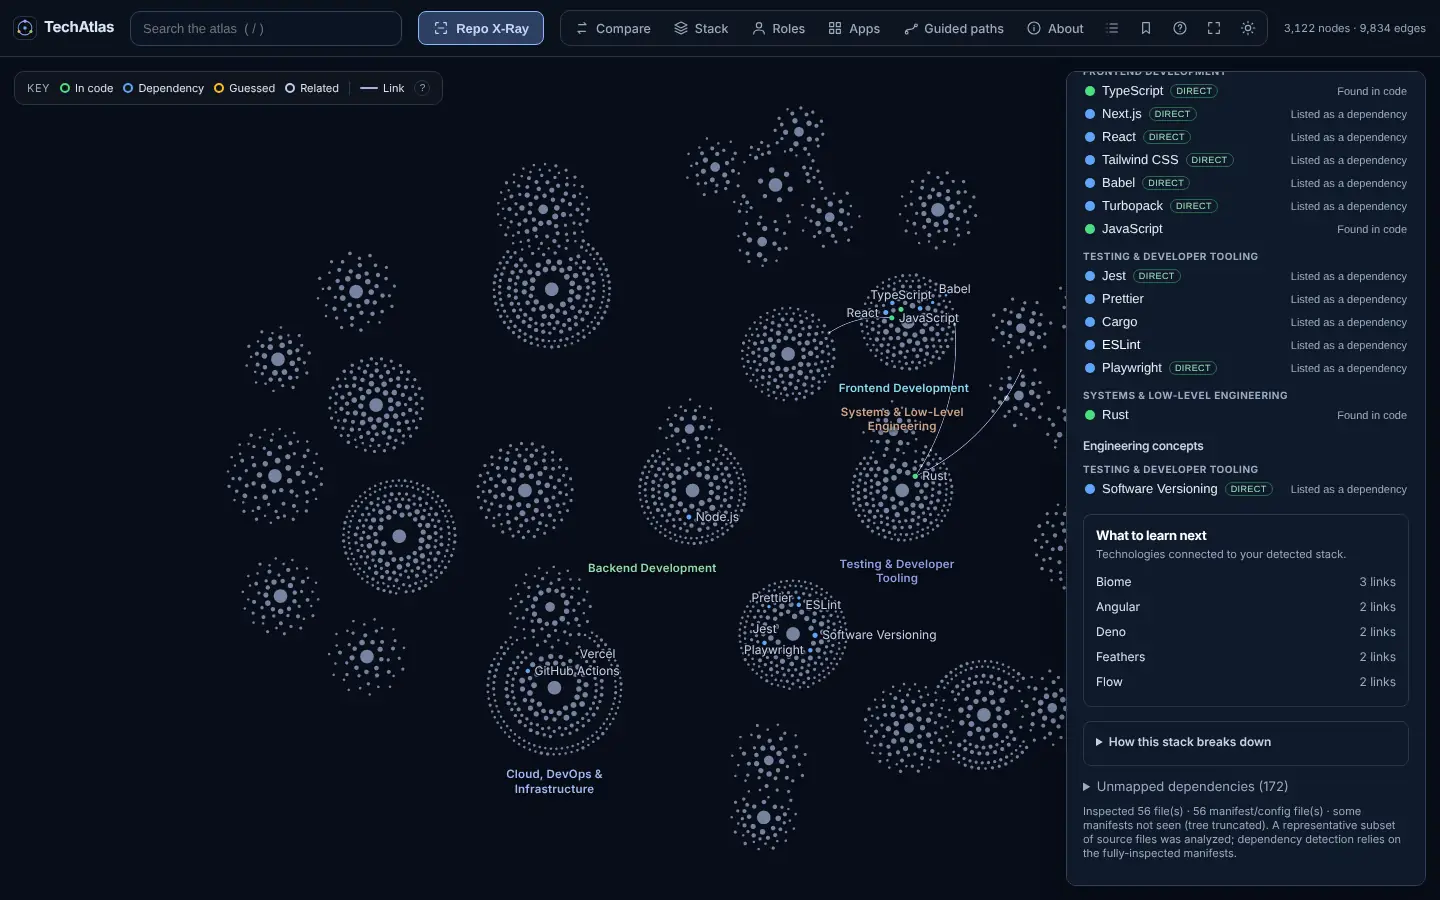 TechAtlas
Search the atlas ( / )
Repo X-Ray
Compare
Stack
Roles
Apps
Guided paths
About
3,122 nodes · 9,834 edges
KEY
In code
Dependency
Guessed
Related
Link
?
TypeScript
Babel
React
JavaScript
Frontend Development
Systems & Low-Level
Engineering
Rust
Node.js
Backend Development
Testing & Developer
Tooling
Prettier
ESLint
Jest
Software Versioning
Playwright
Vercel
GitHub Actions
Cloud, DevOps &
Infrastructure
FRONTEND DEVELOPMENT
TypeScript DIRECT Found in code
Next.js DIRECT Listed as a dependency
React DIRECT Listed as a dependency
Tailwind CSS DIRECT Listed as a dependency
Babel DIRECT Listed as a dependency
Turbopack DIRECT Listed as a dependency
JavaScript Found in code
TESTING & DEVELOPER TOOLING
Jest DIRECT Listed as a dependency
Prettier Listed as a dependency
Cargo Listed as a dependency
ESLint Listed as a dependency
Playwright DIRECT Listed as a dependency
SYSTEMS & LOW-LEVEL ENGINEERING
Rust Found in code
Engineering concepts
TESTING & DEVELOPER TOOLING
Software Versioning DIRECT Listed as a dependency
What to learn next
Technologies connected to your detected stack.
Biome 3 links
Angular 2 links
Deno 2 links
Feathers 2 links
Flow 2 links
How this stack breaks down
Unmapped dependencies (172)
Inspected 56 file(s) · 56 manifest/config file(s) · some
manifests not seen (tree truncated). A representative subset
of source files was analyzed; dependency detection relies on
the fully-inspected manifests.